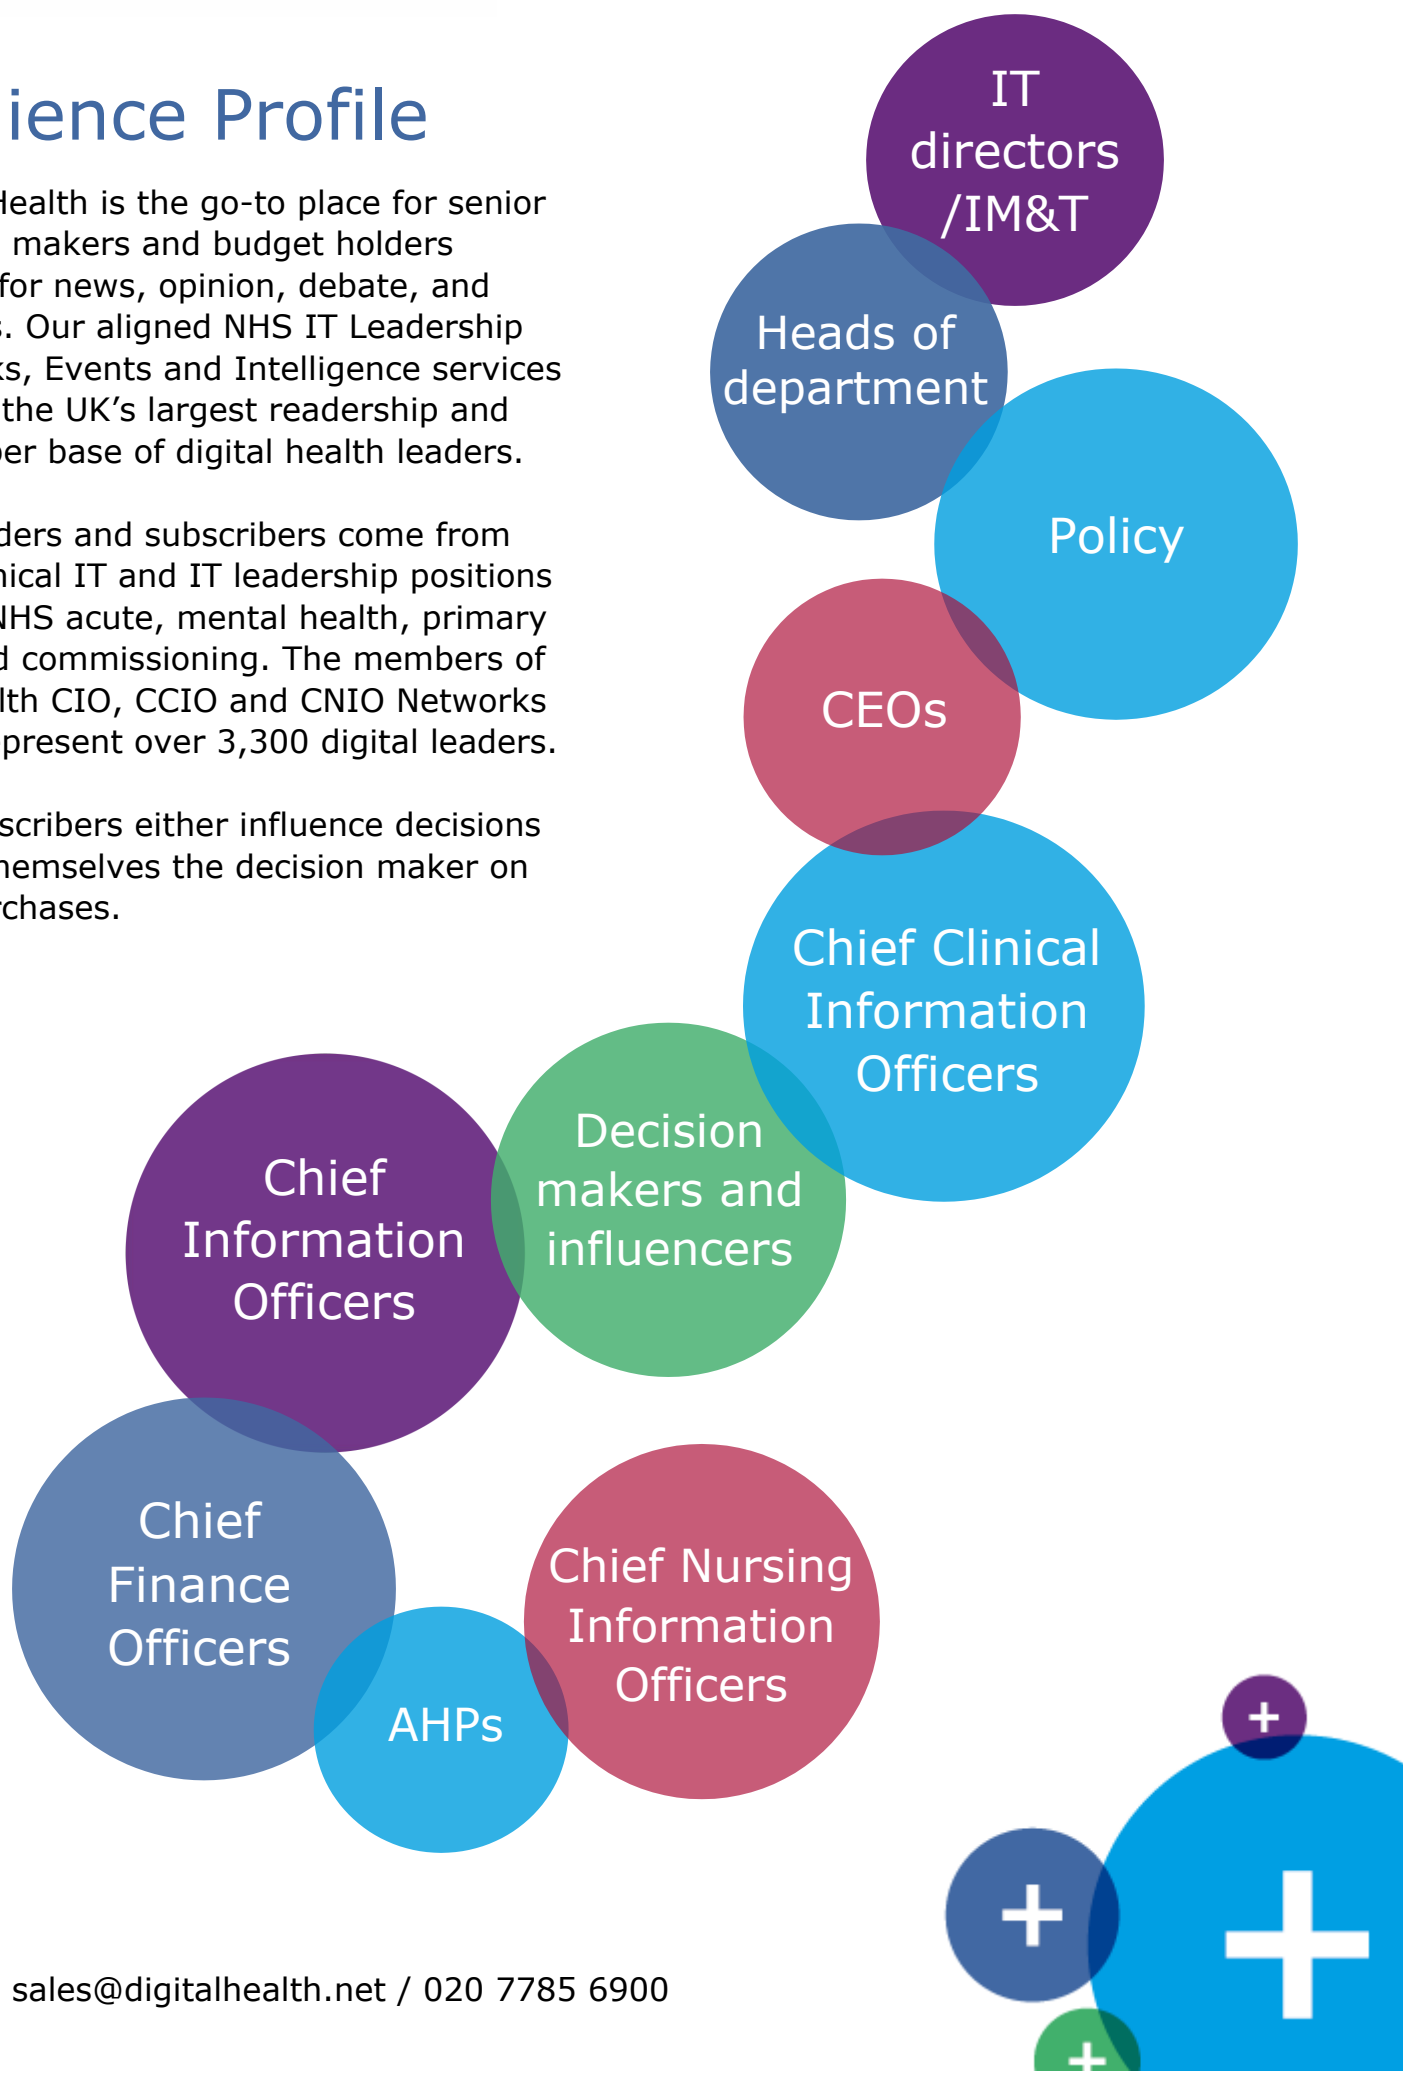 ience Profile
Health is the go-to place for senior
makers and budget holders
for news, opinion, debate, and
s. Our aligned NHS IT Leadership
ks, Events and Intelligence services
the UK's largest readership and
ber base of digital health leaders.
ders and subscribers come from
nical IT and IT leadership positions
NHS acute, mental health, primary
d commissioning. The members of
lth CIO, CCIO and CNIO Networks
present over 3,300 digital leaders.
scribers either influence decisions
hemselves the decision maker on
rchases.
IT
directors
/IM&T
Heads of
department
Policy
CEOs
Chief Clinical
Information
Officers
Decision
makers and
influencers
Chief
Information
Officers
Chief
Finance
Officers
AHPs
Chief Nursing
Information
Officers
sales@digitalhealth.net / 020 7785 6900